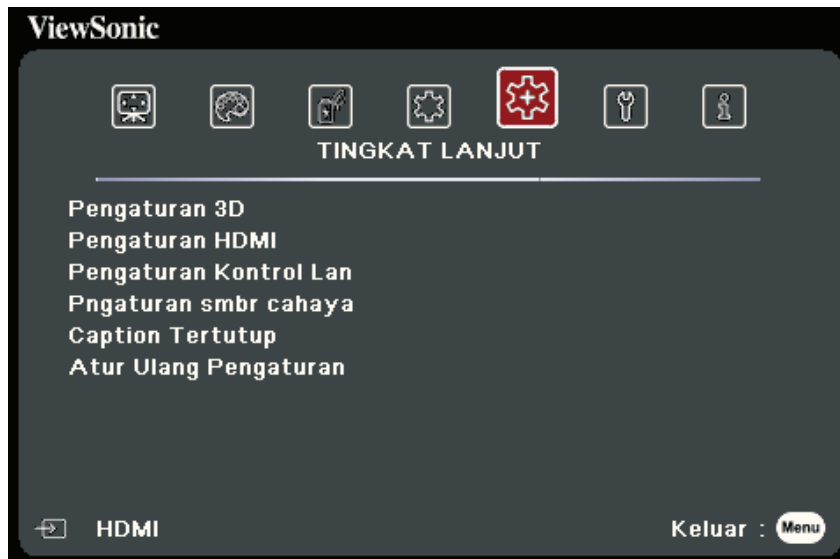 ViewSonic
TINGKAT LANJUT
Pengaturan 3D
Pengaturan HDMI
Pengaturan Kontrol Lan
Pngaturan smbr cahaya
Caption Tertutup
Atur Ulang Pengaturan
HDMI
Keluar : Menu